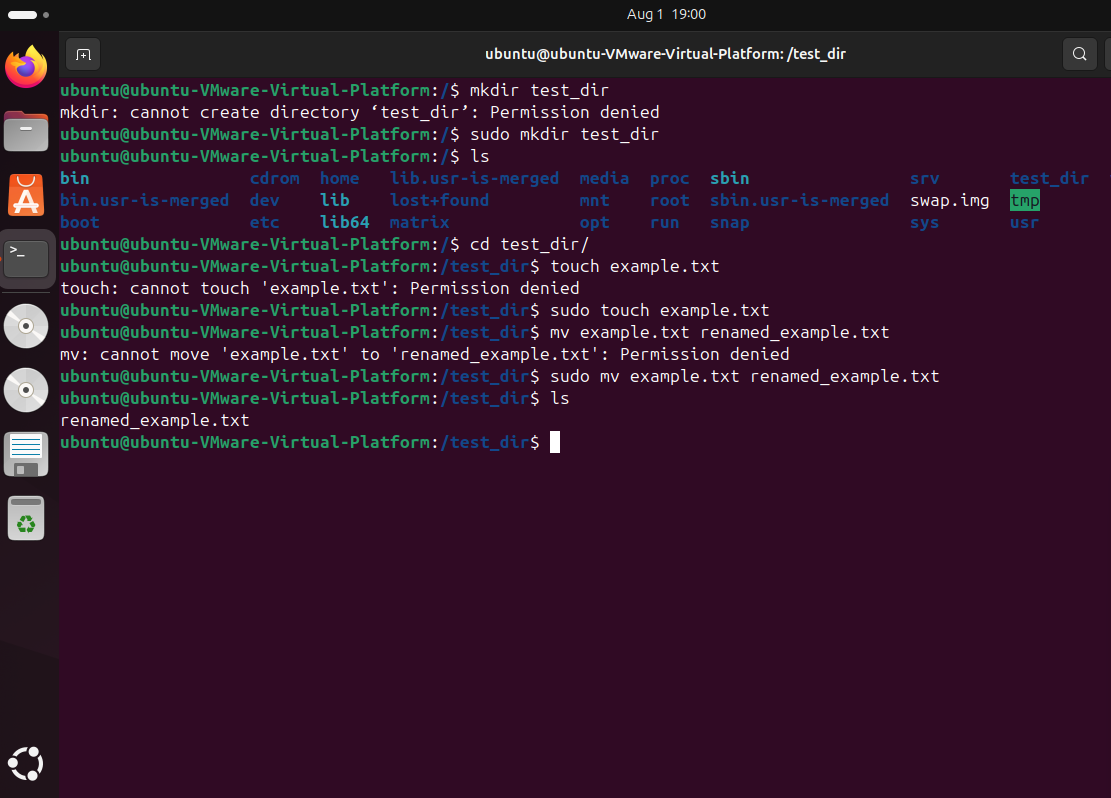 Aug 1 19:00
ubuntu@ubuntu-VMware-Virtual-Platform: /test_dir
ubuntu@ubuntu-VMware-Virtual-Platform:/$ mkdir test_dir
mkdir: cannot create directory ‘test_dir’: Permission denied
ubuntu@ubuntu-VMware-Virtual-Platform:/$ sudo mkdir test_dir
ubuntu@ubuntu-VMware-Virtual-Platform:/$ ls
bin cdrom home lib.usr-is-merged media proc sbin srv test_dir
bin.usr-is-merged dev lib lost+found mnt root sbin.usr-is-merged swap.img tmp
boot etc lib64 matrix opt run snap sys usr
ubuntu@ubuntu-VMware-Virtual-Platform:/$ cd test_dir/
ubuntu@ubuntu-VMware-Virtual-Platform:/test_dir$ touch example.txt
touch: cannot touch 'example.txt': Permission denied
ubuntu@ubuntu-VMware-Virtual-Platform:/test_dir$ sudo touch example.txt
ubuntu@ubuntu-VMware-Virtual-Platform:/test_dir$ mv example.txt renamed_example.txt
mv: cannot move 'example.txt' to 'renamed_example.txt': Permission denied
ubuntu@ubuntu-VMware-Virtual-Platform:/test_dir$ sudo mv example.txt renamed_example.txt
ubuntu@ubuntu-VMware-Virtual-Platform:/test_dir$ ls
renamed_example.txt
ubuntu@ubuntu-VMware-Virtual-Platform:/test_dir$